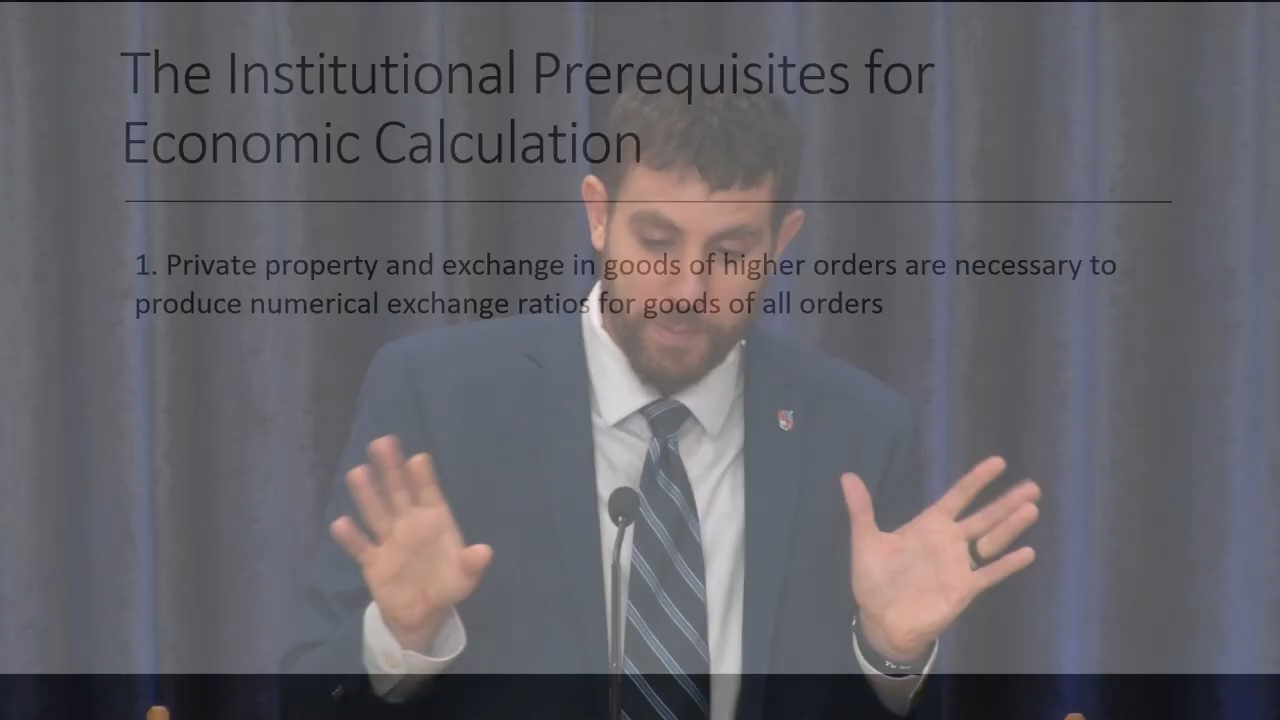 The Institutional Prerequisites for
Economic Calculation
1. Private property and exchange in goods of higher orders are necessary to
produce numerical exchange ratios for goods of all orders